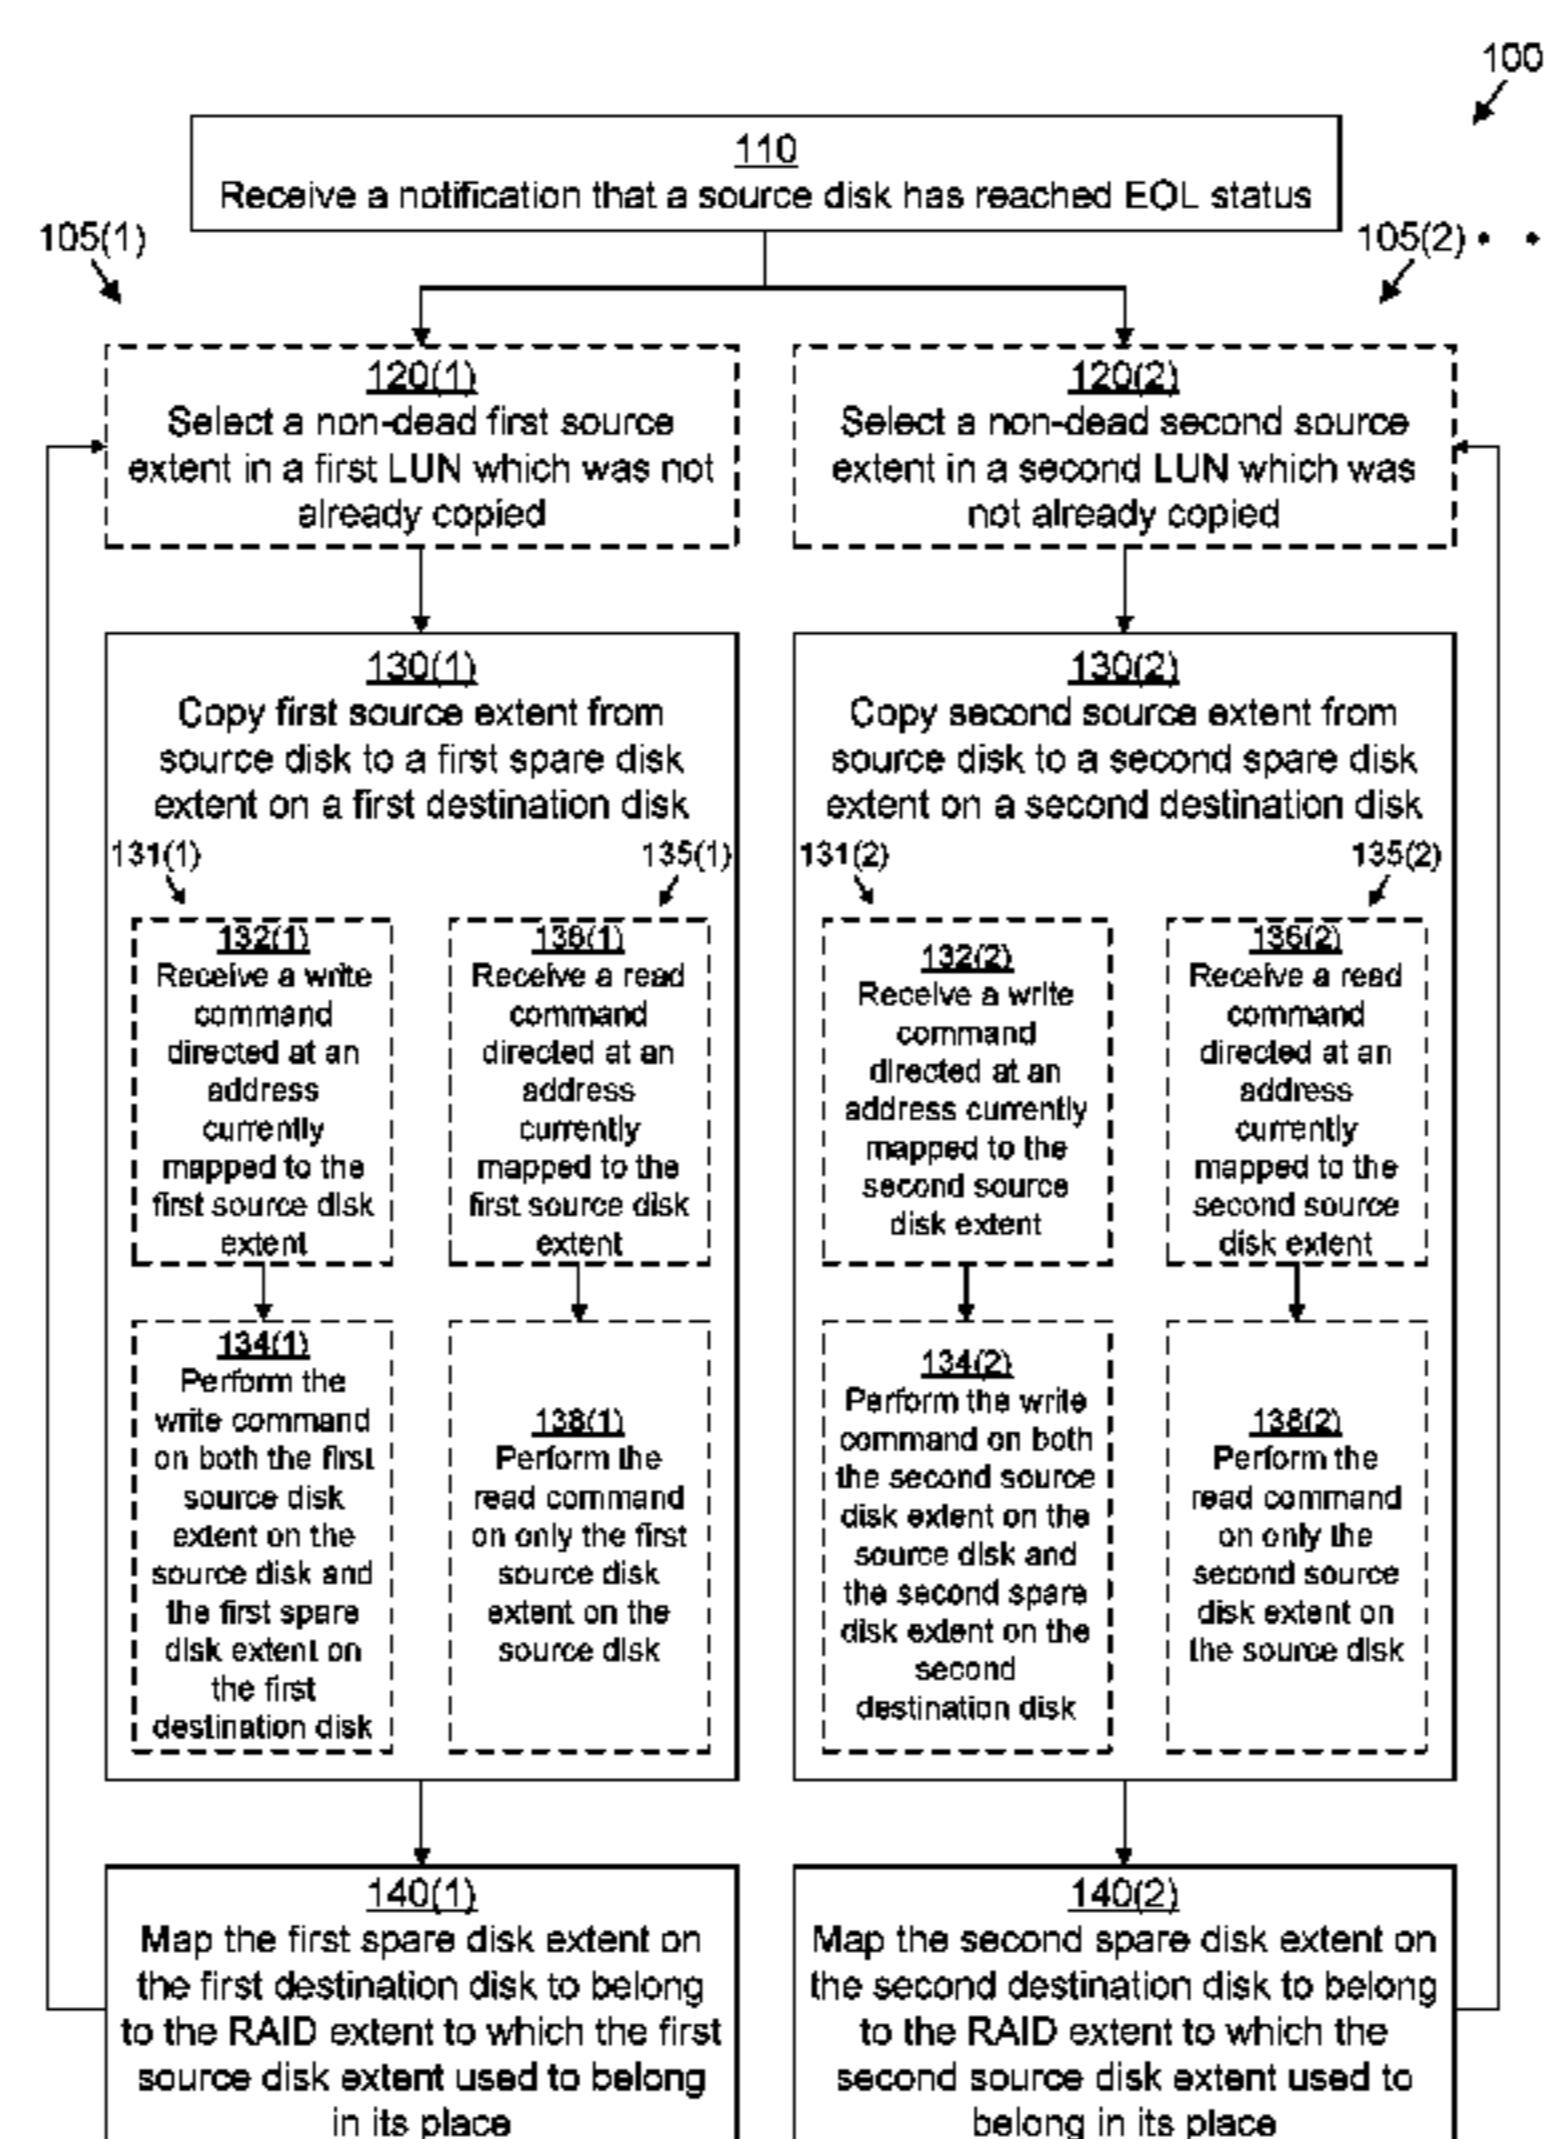 100
110
Receive a notification that a source disk has reached EOL status
105(1)
105(2)• •
120(1)
Select a non-dead first source
extent in a first LUN which was not
already copied
120(2)
Select a non-dead second source
extent in a second LUN which was
not already copied
130(1)
Copy first source extent from
source disk to a first spare disk
extent on a first destination disk
131(1)
135(1)
132(1)
Receive a write
command
directed at an
address
currently
mapped to the
first source disk
extent
136(1)
Receive a read
command
directed at an
address
currently
mapped to the
first source disk
extent
134(1)
Perform the
write command
on both the first
source disk
extent on the
source disk and
the first spare
disk extent on
the first
destination disk
138(1)
Perform the
read command
on only the first
source disk
extent on the
source disk
130(2)
Copy second source extent from
source disk to a second spare disk
extent on a second destination disk
131(2)
135(2)
132(2)
Receive a write
command
directed at an
address currently
mapped to the
second source
disk extent
136(2)
Receive a read
command
directed at an
address
currently
mapped to the
second source
disk extent
134(2)
Perform the write
command on both
the second source
disk extent on the
source disk and
the second spare
disk extent on the
second
destination disk
138(2)
Perform the
read command
on only the
second source
disk extent on
the source disk
140(1)
Map the first spare disk extent on
the first destination disk to belong
to the RAID extent to which the first
source disk extent used to belong
in its place
140(2)
Map the second spare disk extent on
the second destination disk to belong
to the RAID extent to which the
second source disk extent used to
belong in its place